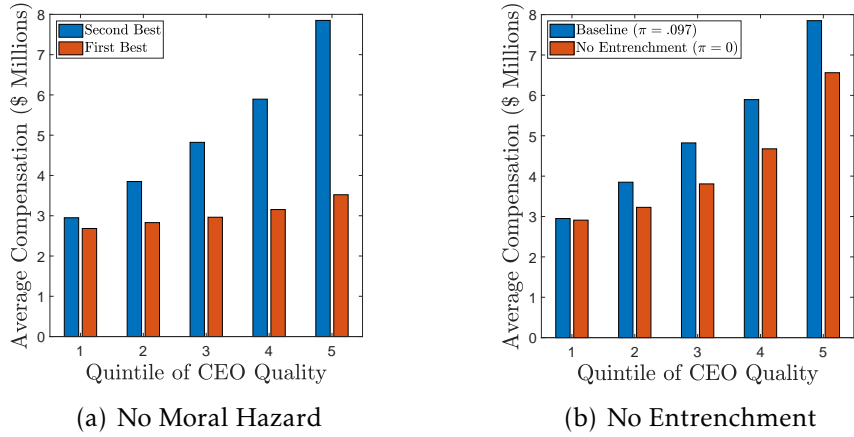 Average Compensation ($ Millions)
8
7
6
5
4
3
2
1
0
Second Best
First Best
1 2 3 4 5
Quintile of CEO Quality
(a) No Moral Hazard
Average Compensation ($ Millions)
8
7
6
5
4
3
2
1
0
Baseline (π = .097)
No Entrenchment (π = 0)
1 2 3 4 5
Quintile of CEO Quality
(b) No Entrenchment